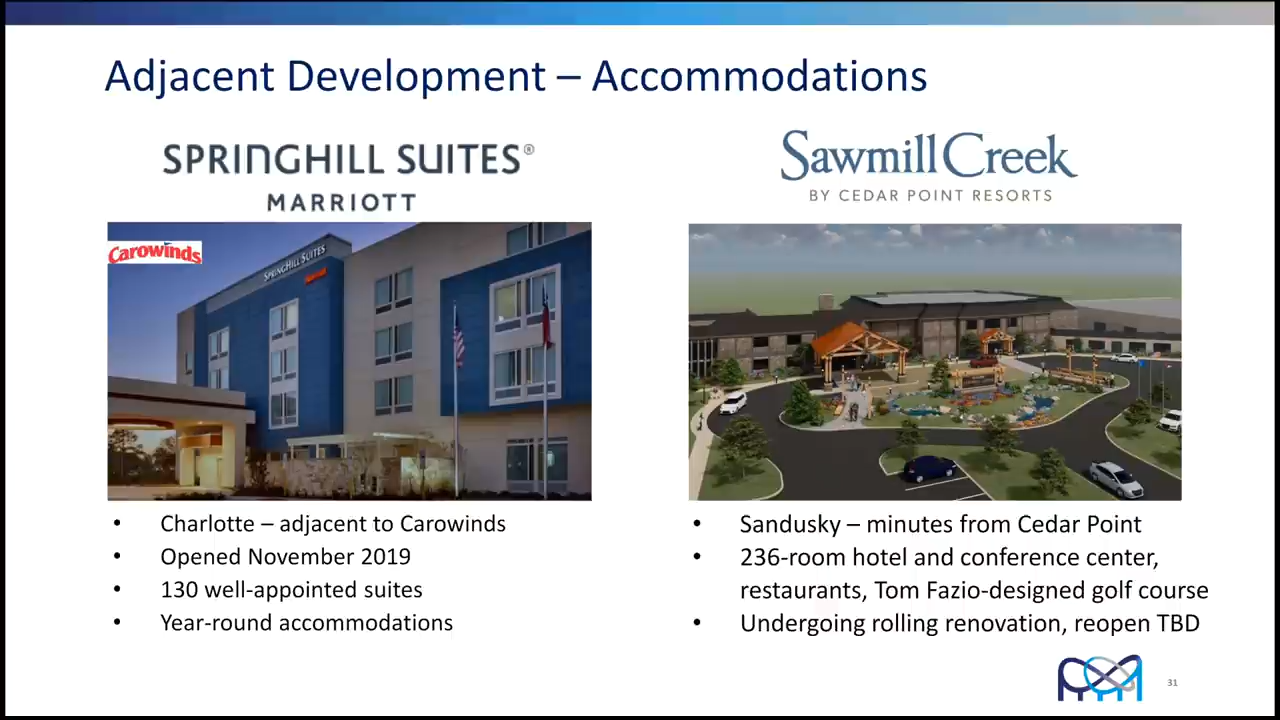 Adjacent Development – Accommodations
SPRINGHILL SUITES®
MARRIOTT
Carowinds
SPRINGHILL SUITES
Marriott
• Charlotte – adjacent to Carowinds
• Opened November 2019
• 130 well-appointed suites
• Year-round accommodations
Sawmill Creek
BY CEDAR POINT RESORTS
• Sandusky – minutes from Cedar Point
• 236-room hotel and conference center,
restaurants, Tom Fazio-designed golf course
• Undergoing rolling renovation, reopen TBD
31